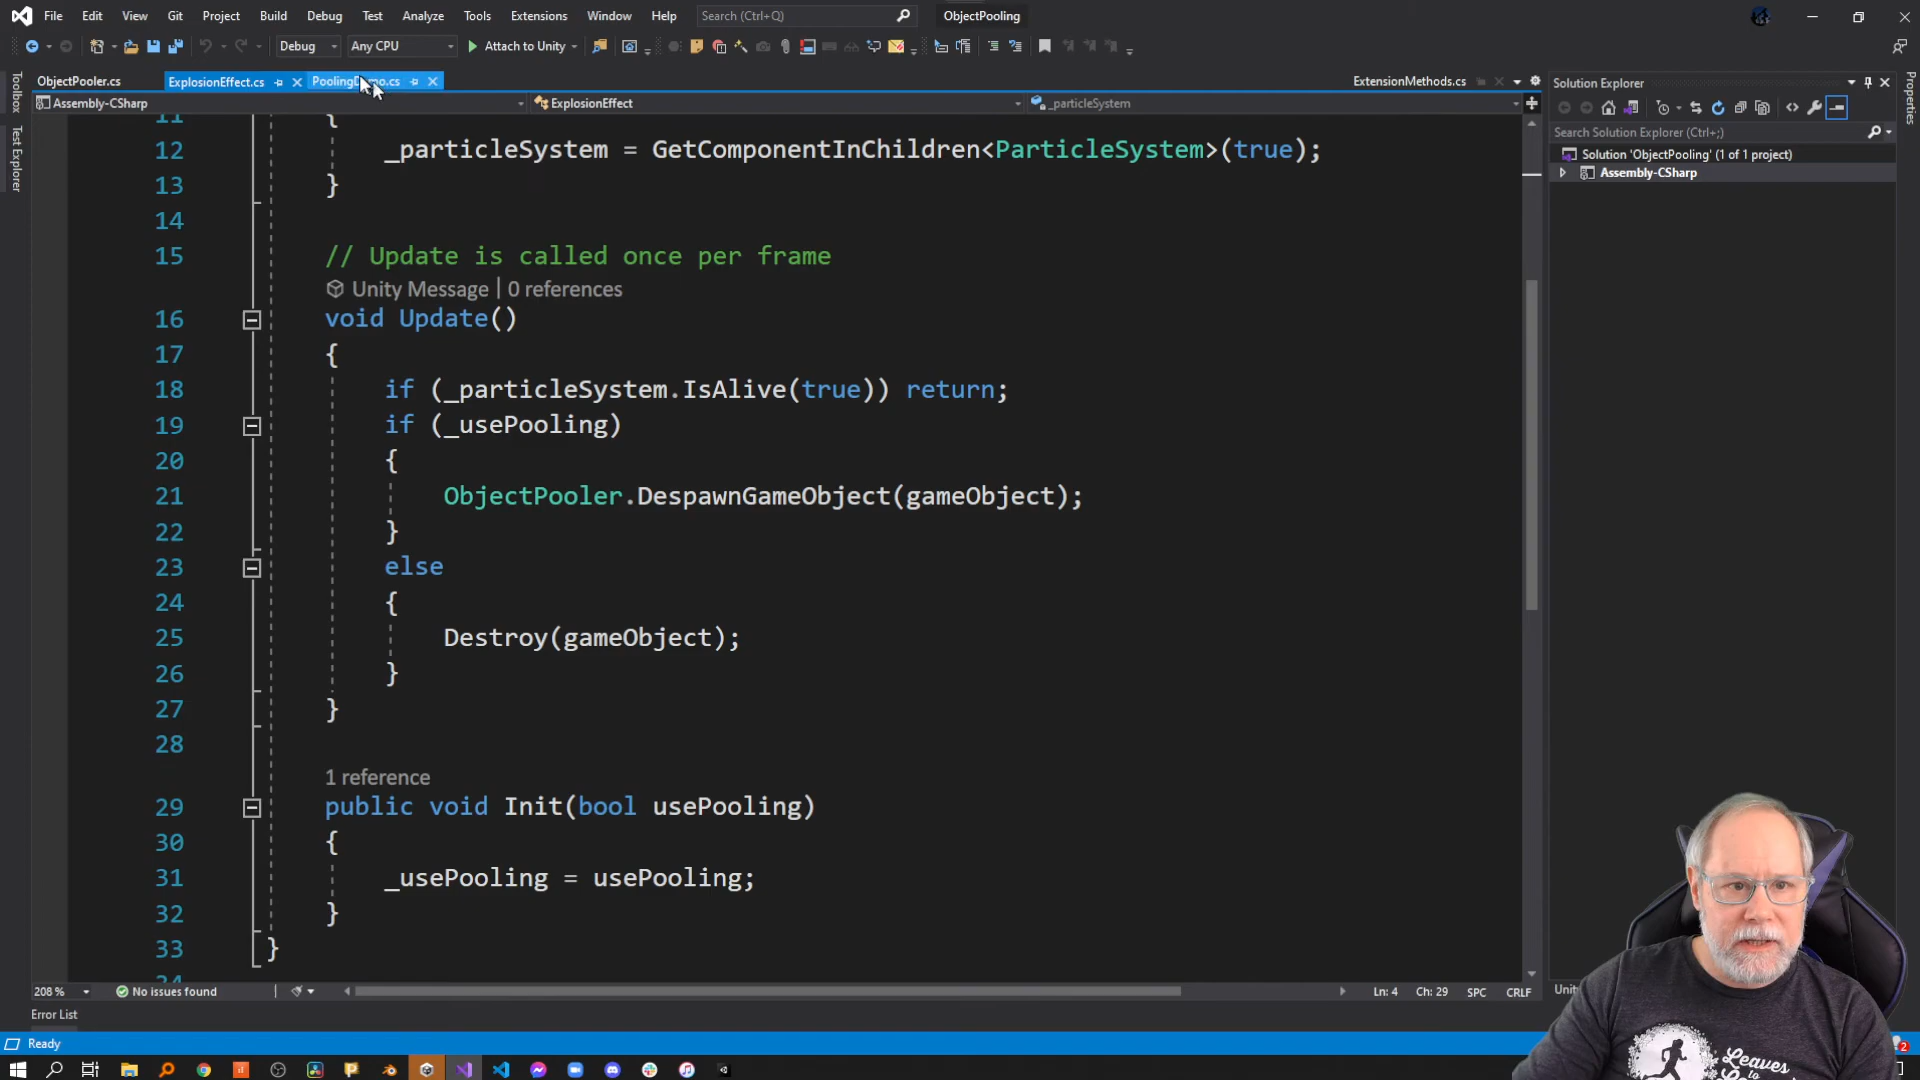 File Edit View Git Project Build Debug Test Analyze Tools Extensions Window Help Search (Ctrl+Q) ObjectPooling
Debug Any CPU Attach to Unity
ObjectPooler.cs ExplosionEffect.cs ExtensionMethods.cs
Assembly-CSharp ExplosionEffect _particleSystem
Toolbox
Test Explorer
11 {
12 _particleSystem = GetComponentInChildren<ParticleSystem>(true);
13 }
14
15 // Update is called once per frame
Unity Message | 0 references
16 void Update()
17 {
18 if (_particleSystem.IsAlive(true)) return;
19 if (_usePooling)
20 {
21 ObjectPooler.DespawnGameObject(gameObject);
22 }
23 else
24 {
25 Destroy(gameObject);
26 }
27 }
28
1 reference
29 public void Init(bool usePooling)
30 {
31 _usePooling = usePooling;
32 }
33 }
208 % No issues found Ln: 4 Ch: 29 SPC CRLF
Error List
Ready
Solution Explorer
Search Solution Explorer (Ctrl+;)
Solution 'ObjectPooling' (1 of 1 project)
Assembly-CSharp
Properties
2
Leaves